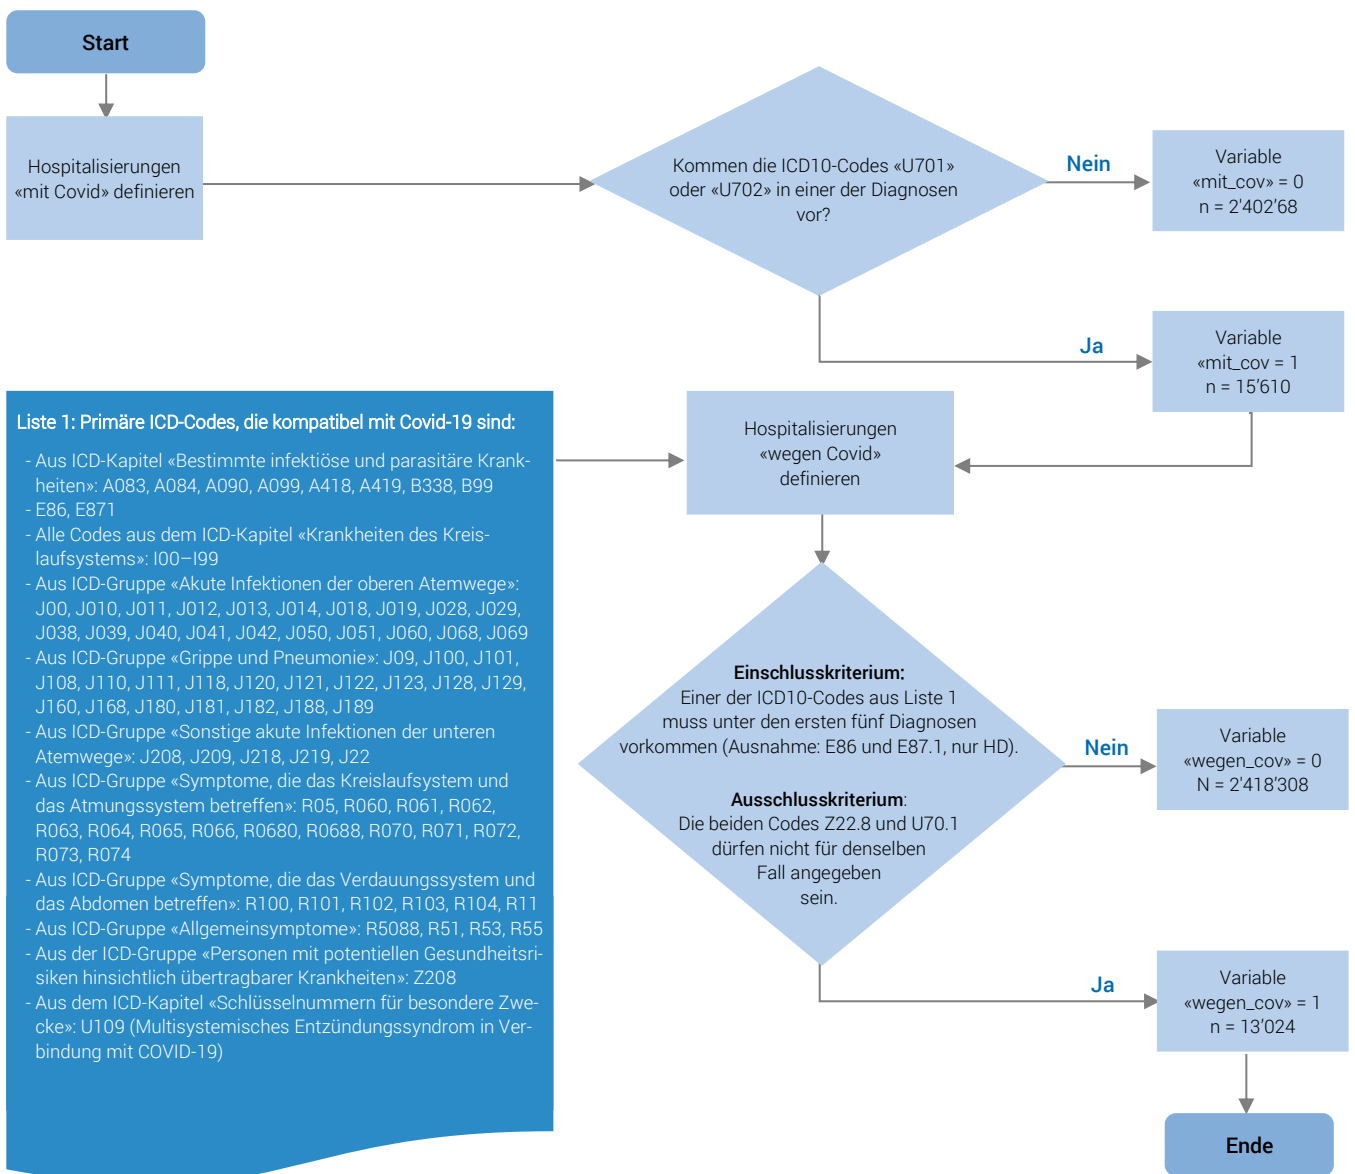 Start
Hospitalisierungen
«mit Covid» definieren
Kommen die ICD10-Codes «U701»
oder «U702» in einer der Diagnosen
vor?
Nein
Variable
«mit_cov» = 0
n = 2'402'68
Ja
Variable
«mit_cov = 1
n = 15'610
Liste 1: Primäre ICD-Codes, die kompatibel mit Covid-19 sind:
- Aus ICD-Kapitel «Bestimmte infektiöse und parasitäre Krank-
heiten»: A083, A084, A090, A099, A418, A419, B338, B99
- E86, E871
- Alle Codes aus dem ICD-Kapitel «Krankheiten des Kreis-
laufsystems»: I00–I99
- Aus ICD-Gruppe «Akute Infektionen der oberen Atemwege»:
J00, J010, J011, J012, J013, J014, J018, J019, J028, J029,
J038, J039, J040, J041, J042, J050, J051, J060, J068, J069
- Aus ICD-Gruppe «Grippe und Pneumonie»: J09, J100, J101,
J108, J110, J111, J118, J120, J121, J122, J123, J128, J129,
J160, J168, J180, J181, J182, J188, J189
- Aus ICD-Gruppe «Sonstige akute Infektionen der unteren
Atemwege»: J208, J209, J218, J219, J22
- Aus ICD-Gruppe «Symptome, die das Kreislaufsystem und
das Atmungssystem betreffen»: R05, R060, R061, R062,
R063, R064, R065, R066, R0680, R0688, R070, R071, R072,
R073, R074
- Aus ICD-Gruppe «Symptome, die das Verdauungssystem und
das Abdomen betreffen»: R100, R101, R102, R103, R104, R11
- Aus ICD-Gruppe «Allgemeinsymptome»: R5088, R51, R53, R55
- Aus der ICD-Gruppe «Personen mit potentiellen Gesundheitsri-
siken hinsichtlich übertragbarer Krankheiten»: Z208
- Aus dem ICD-Kapitel «Schlüsselnummern für besondere Zwe-
cke»: U109 (Multisystemisches Entzündungssyndrom in Ver-
bindung mit COVID-19)
Hospitalisierungen
«wegen Covid»
definieren
Einschlusskriterium:
Einer der ICD10-Codes aus Liste 1
muss unter den ersten fünf Diagnosen
vorkommen (Ausnahme: E86 und E87.1, nur HD).
Ausschlusskriterium:
Die beiden Codes Z22.8 und U70.1
dürfen nicht für denselben
Fall angegeben
sein.
Nein
Variable
«wegen_cov» = 0
N = 2'418'308
Ja
Variable
«wegen_cov» = 1
n = 13'024
Ende